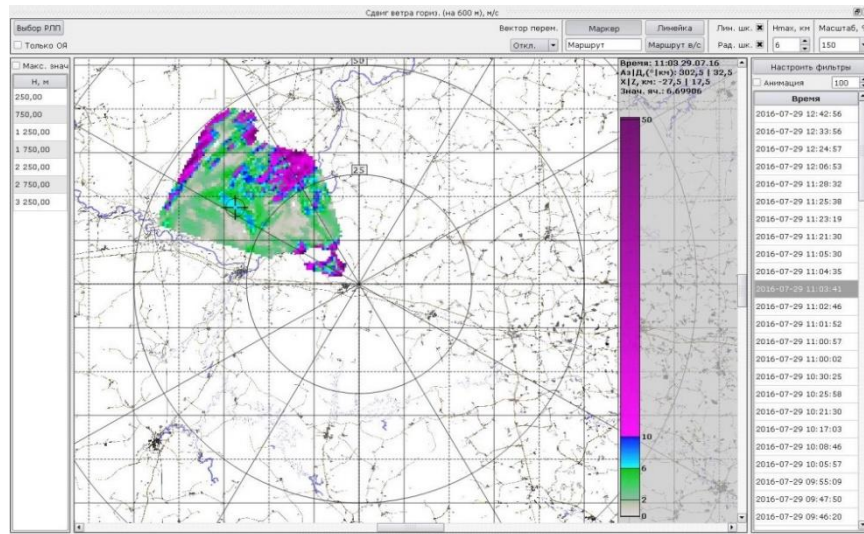 Сдвиг ветра гориз. (на 600 м), м/с
Выбор РЛП
Только ОЯ
Вектор перем.
Откл.
Маркер
Маршрут
Линейка
Маршрут в/с
Лин. шк.
Рад. шк.
Hmax, км
6
Масштаб, %
150
Макс. знач
H, м
250,00
750,00
1 250,00
1 750,00
2 250,00
2 750,00
3 250,00
50
25
Время: 11:03 29.07.16
Аз|Д,(°|км): 302,5 | 32,5
X|Z, км: -27,5 | 17,5
Знач. яч.: 6,69906
50
10
6
2
0
Настроить фильтры
Анимация
100
Время
2016-07-29 12:42:56
2016-07-29 12:33:56
2016-07-29 12:24:57
2016-07-29 12:06:53
2016-07-29 11:28:32
2016-07-29 11:25:38
2016-07-29 11:23:19
2016-07-29 11:21:30
2016-07-29 11:05:30
2016-07-29 11:04:35
2016-07-29 11:03:41
2016-07-29 11:02:46
2016-07-29 11:01:52
2016-07-29 11:00:57
2016-07-29 11:00:02
2016-07-29 10:30:25
2016-07-29 10:25:58
2016-07-29 10:21:30
2016-07-29 10:17:03
2016-07-29 10:08:46
2016-07-29 10:05:57
2016-07-29 09:55:09
2016-07-29 09:47:50
2016-07-29 09:46:20